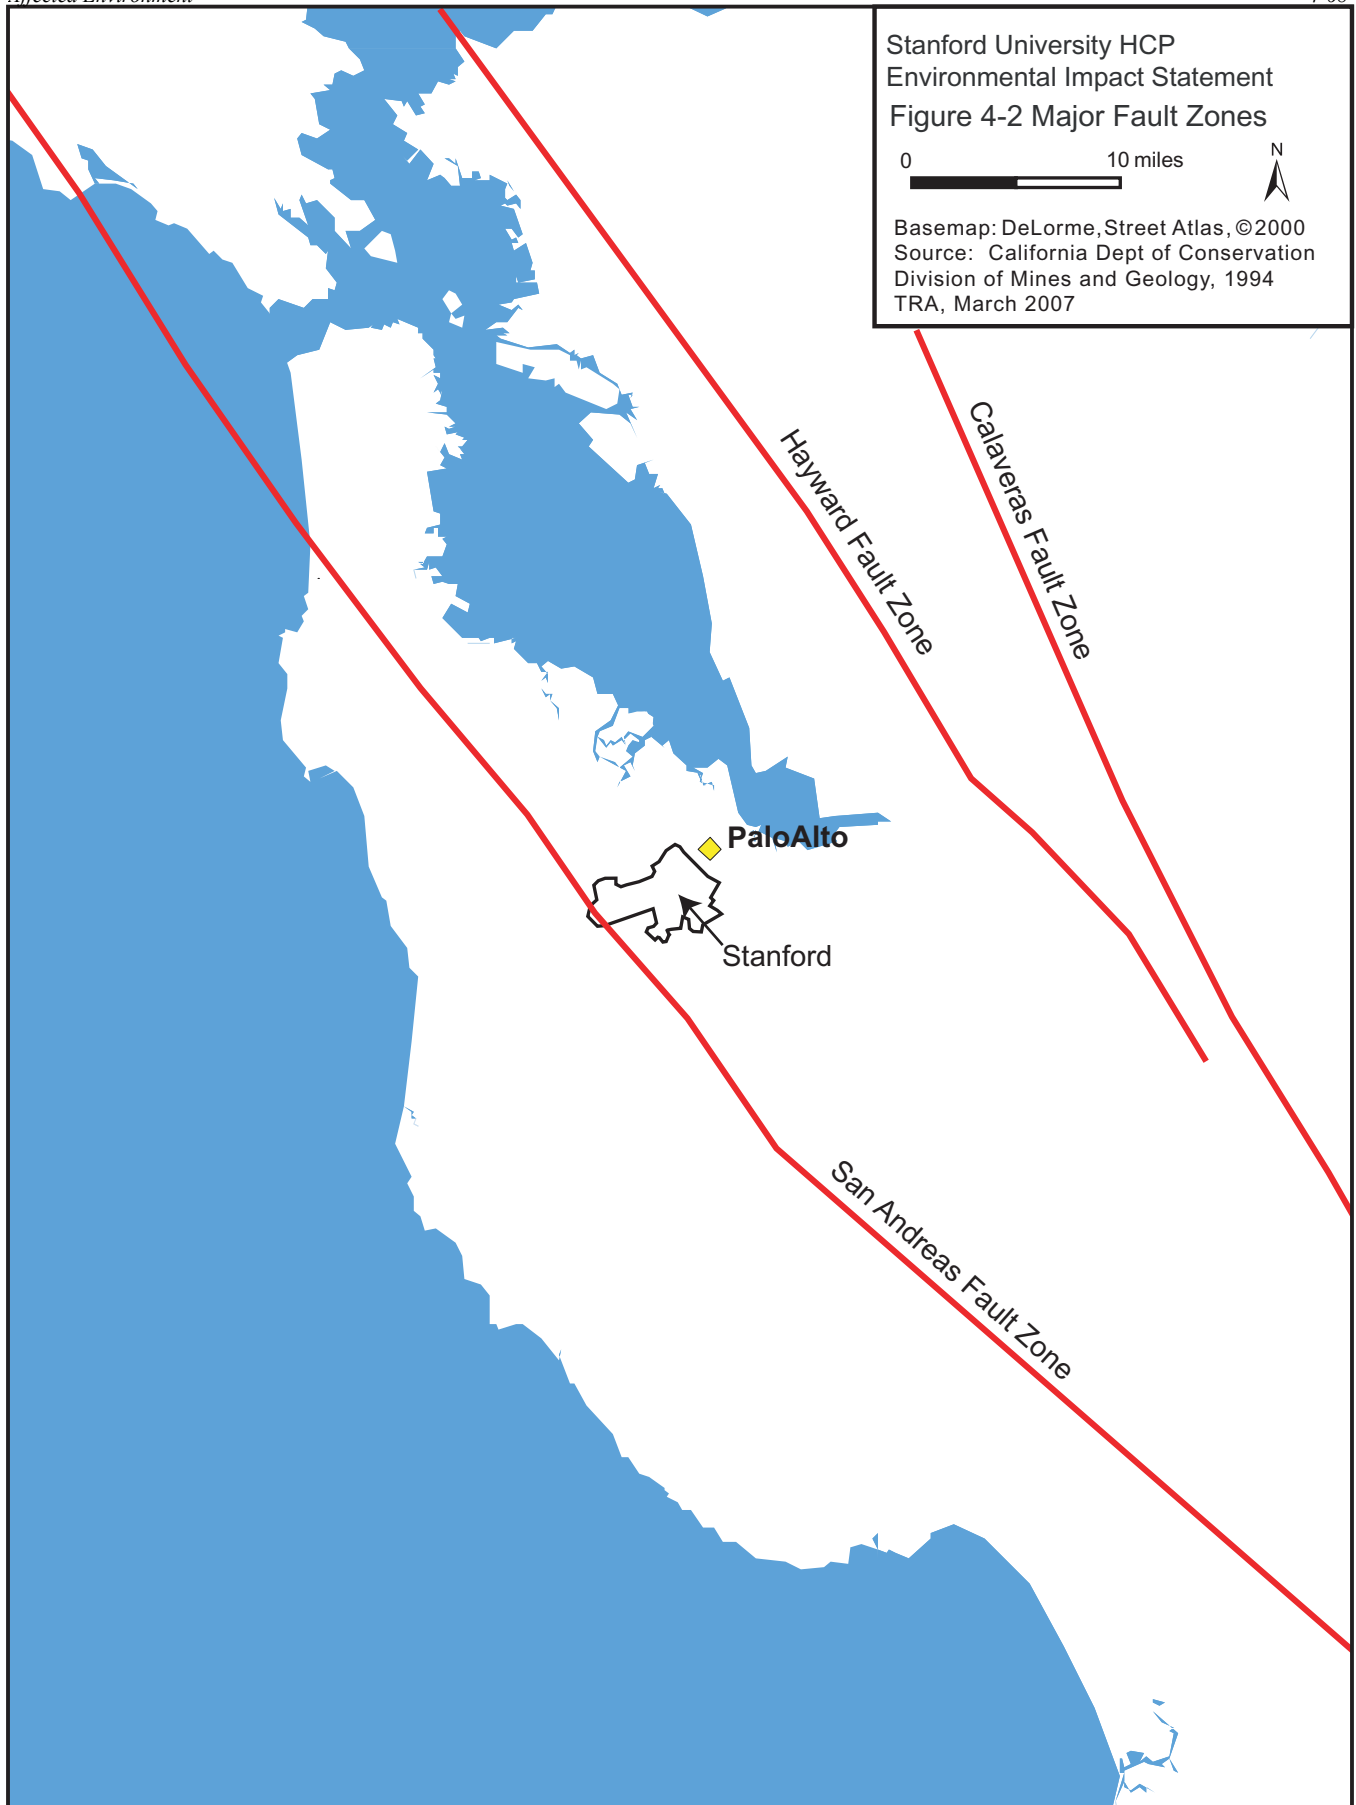 Affected Environment
Stanford University HCP
Environmental Impact Statement
Figure 4-2 Major Fault Zones
0 10 miles
N
Basemap: DeLorme, Street Atlas, ©2000
Source: California Dept of Conservation
Division of Mines and Geology, 1994
TRA, March 2007
Calaveras Fault Zone
Hayward Fault Zone
PaloAlto
Stanford
San Andreas Fault Zone